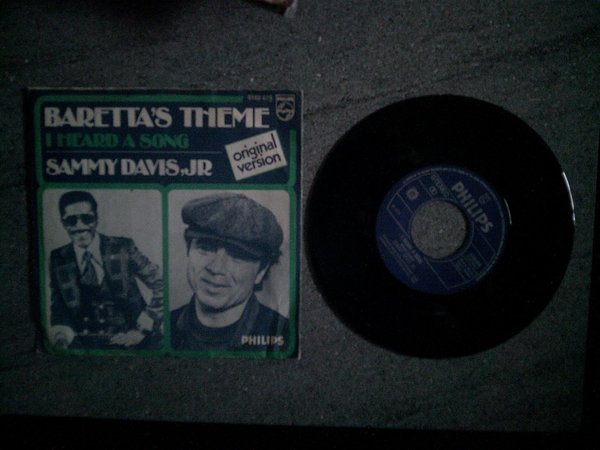 BARETTA'S THEME
I HEARD A SONG
SAMMY DAVIS,JR
original
version
PHILIPS
PHILIPS